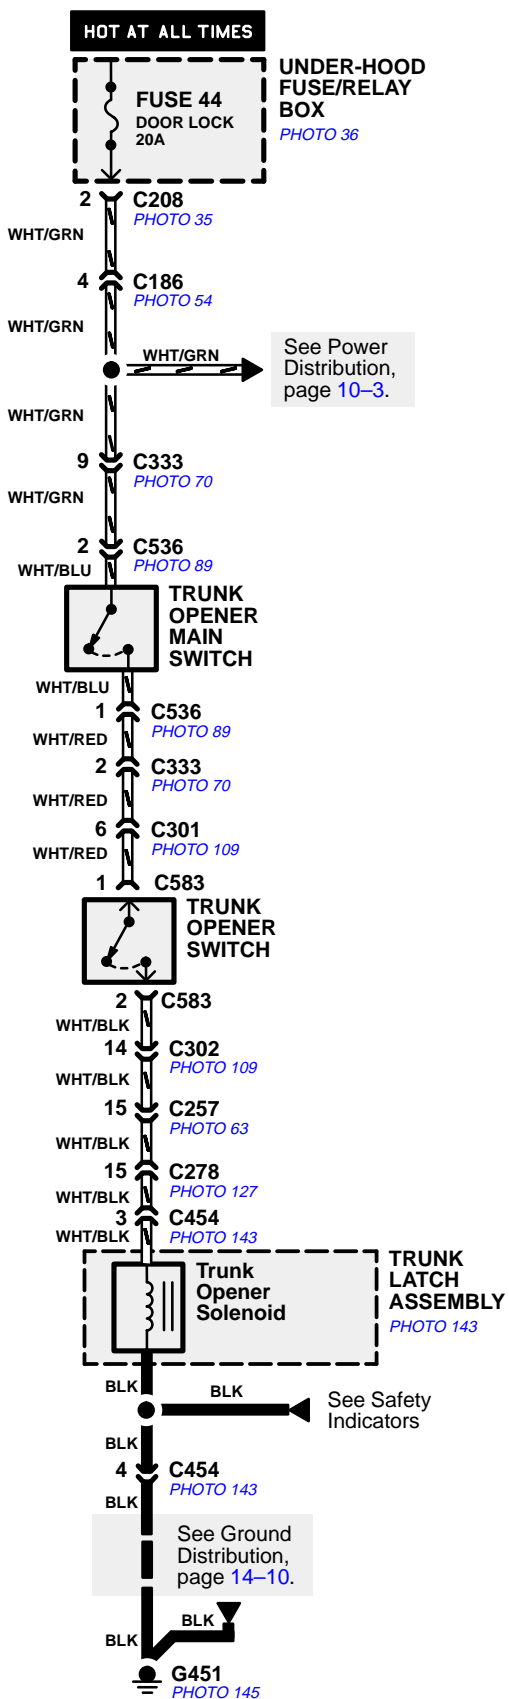 HOT AT ALL TIMES
UNDER-HOOD
FUSE/RELAY
BOX
PHOTO 36
FUSE 44
DOOR LOCK
20A
2 C208
PHOTO 35
WHT/GRN
4 C186
PHOTO 54
WHT/GRN
WHT/GRN
See Power
Distribution,
page 10–3.
WHT/GRN
9 C333
PHOTO 70
WHT/GRN
2 C536
PHOTO 89
WHT/BLU
TRUNK
OPENER
MAIN
SWITCH
WHT/BLU
1 C536
PHOTO 89
WHT/RED
2 C333
PHOTO 70
WHT/RED
6 C301
PHOTO 109
WHT/RED
1 C583
TRUNK
OPENER
SWITCH
2 C583
WHT/BLK
14 C302
PHOTO 109
WHT/BLK
15 C257
PHOTO 63
WHT/BLK
15 C278
PHOTO 127
WHT/BLK
3 C454
PHOTO 143
WHT/BLK
Trunk
Opener
Solenoid
TRUNK
LATCH
ASSEMBLY
PHOTO 143
BLK
BLK
See Safety
Indicators
BLK
4 C454
PHOTO 143
BLK
See Ground
Distribution,
page 14–10.
BLK
BLK
G451
PHOTO 145